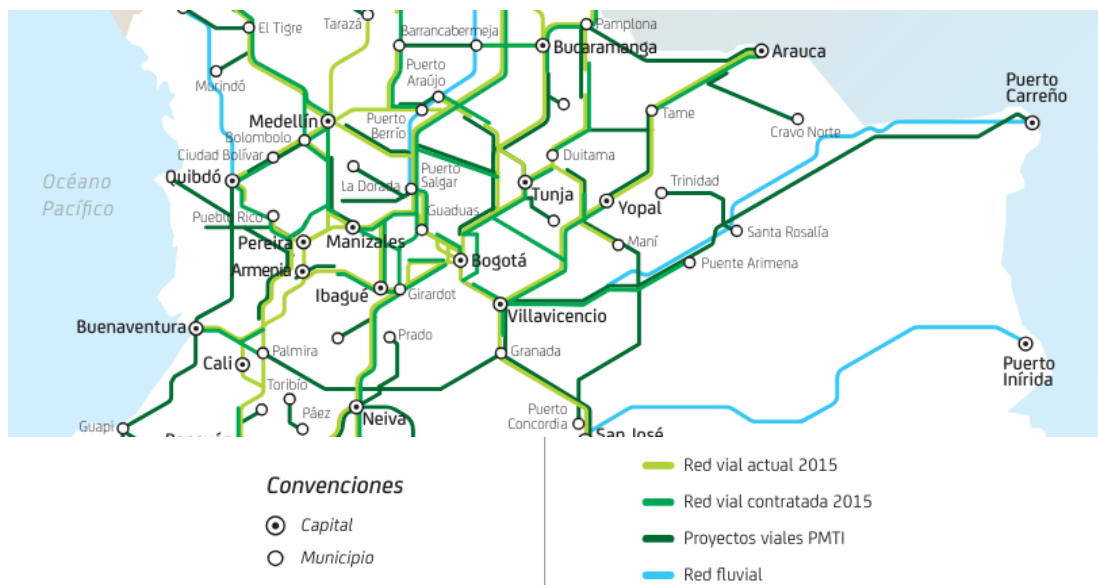 El Tigre
Tarazá
Barrancabermeja
Pamplona
Bucaramanga
Arauca
Murindó
Puerto
Araújo
Puerto
Carreño
Medellín
Puerto
Berrío
Tame
Cravo Norte
Bolombolo
Ciudad Bolívar
Duitama
Quibdó
La Dorada
Puerto
Salgar
Tunja
Trinidad
Océano
Pacífico
Yopal
Pueblo Rico
Guaduas
Pereira
Manizales
Maní
Santa Rosalía
Armenia
Bogotá
Puente Arimena
Ibagué
Girardot
Villavicencio
Buenaventura
Prado
Cali
Palmira
Granada
Puerto
Inírida
Toribío
Páez
Neiva
Puerto
Concordia
Guapi
Popayán
San José
Convenciones
Capital
Municipio
Red vial actual 2015
Red vial contratada 2015
Proyectos viales PMTI
Red fluvial